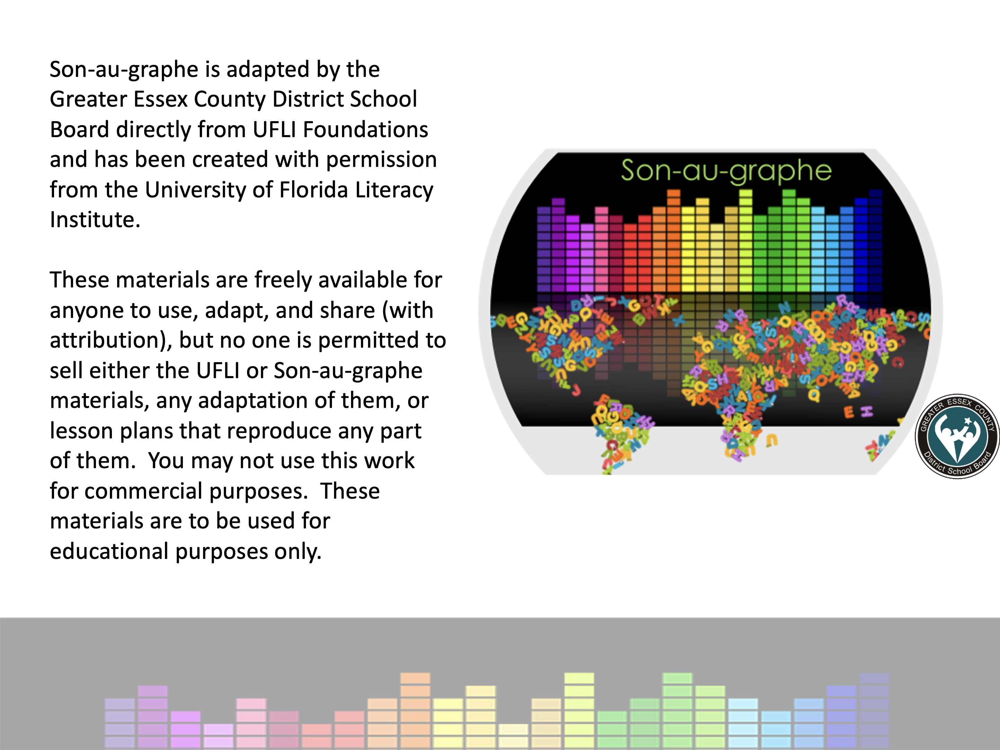 Son-au-graphe is adapted by the
Greater Essex County District School
Board directly from UFLI Foundations
and has been created with permission
from the University of Florida Literacy
Institute.
These materials are freely available for
anyone to use, adapt, and share (with
attribution), but no one is permitted to
sell either the UFLI or Son-au-graphe
materials, any adaptation of them, or
lesson plans that reproduce any part
of them.  You may not use this work
for commercial purposes.  These
materials are to be used for
educational purposes only.
Son-au-graphe
GREATER ESSEX COUNTY
District School Board